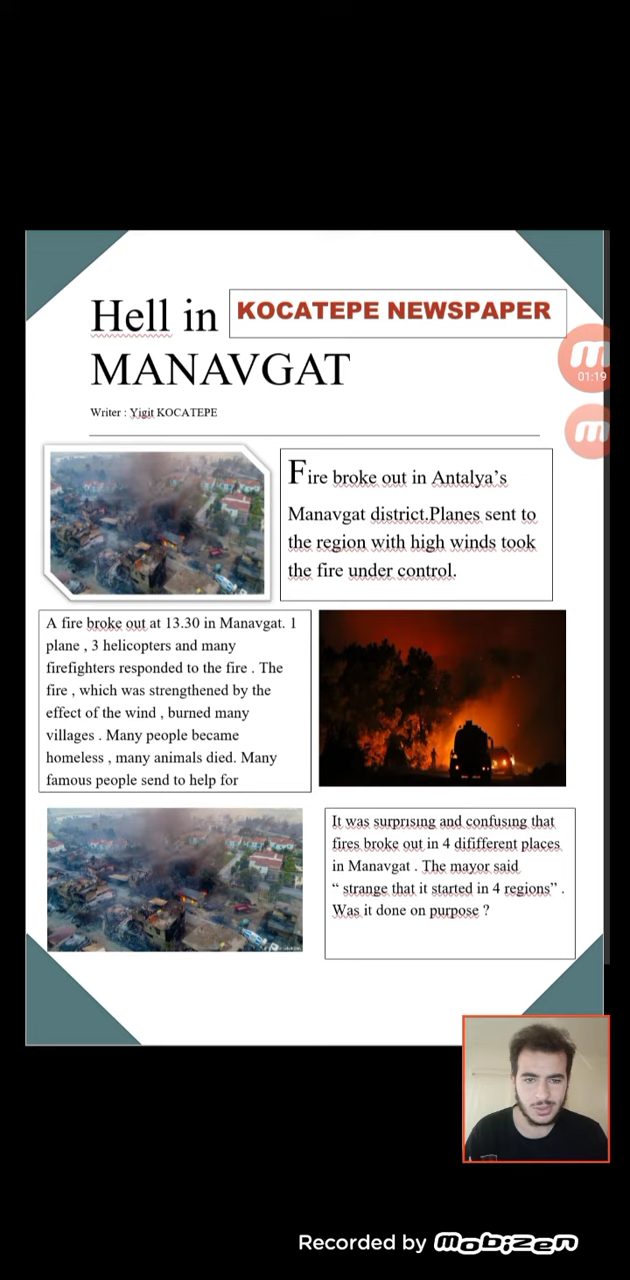 Hell in
KOCATEPE NEWSPAPER
MANAVGAT
01:19
Writer : Yigit KOCATEPE
Fire broke out in Antalya’s
Manavgat district.Planes sent to
the region with high winds took
the fire under control.
A fire broke out at 13.30 in Manavgat. 1
plane , 3 helicopters and many
firefighters responded to the fire . The
fire , which was strengthened by the
effect of the wind , burned many
villages . Many people became
homeless , many animals died. Many
famous people send to help for
It was surprısıng and confusıng that
fires broke out in 4 dififferent places
in Manavgat . The mayor said
“ strange that it started in 4 regions” .
Was it done on purpose ?
Recorded by mobizen